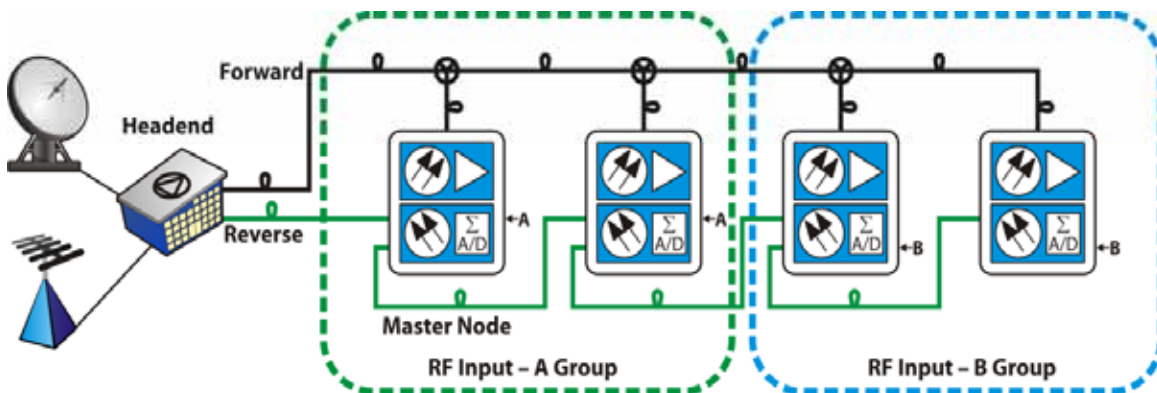 Forward
Headend
Reverse
Σ
A/D
A
Σ
A/D
A
Σ
A/D
B
Σ
A/D
B
Master Node
RF Input – A Group
RF Input – B Group